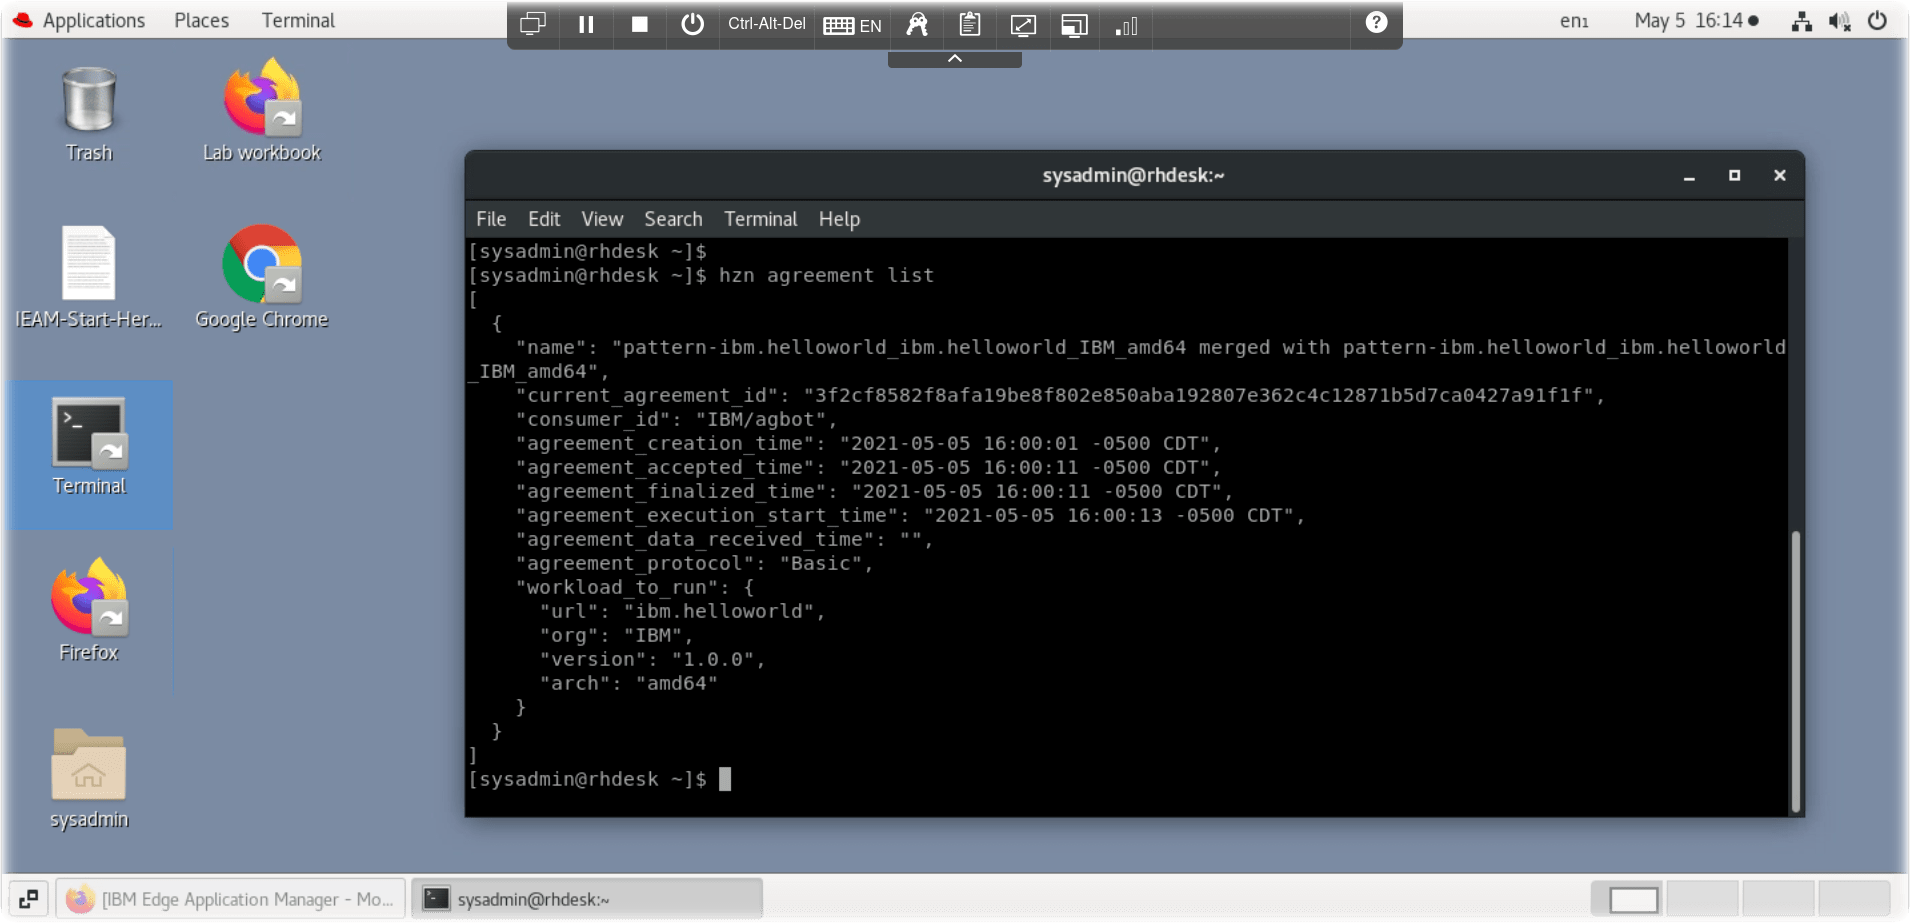 Applications Places Terminal
Ctrl-Alt-Del EN ?
en₁ May 5 16:14
Trash
Lab workbook
IEAM-Start-Her...
Google Chrome
Terminal
Firefox
sysadmin
sysadmin@rhdesk:~
File Edit View Search Terminal Help
[sysadmin@rhdesk ~]$
[sysadmin@rhdesk ~]$ hzn agreement list
[
  {
    "name": "pattern-ibm.helloworld_ibm.helloworld_IBM_amd64 merged with pattern-ibm.helloworld_ibm.helloworld
_IBM_amd64",
    "current_agreement_id": "3f2cf8582f8afa19be8f802e850aba192807e362c4c12871b5d7ca0427a91f1f",
    "consumer_id": "IBM/agbot",
    "agreement_creation_time": "2021-05-05 16:00:01 -0500 CDT",
    "agreement_accepted_time": "2021-05-05 16:00:11 -0500 CDT",
    "agreement_finalized_time": "2021-05-05 16:00:11 -0500 CDT",
    "agreement_execution_start_time": "2021-05-05 16:00:13 -0500 CDT",
    "agreement_data_received_time": "",
    "agreement_protocol": "Basic",
    "workload_to_run": {
      "url": "ibm.helloworld",
      "org": "IBM",
      "version": "1.0.0",
      "arch": "amd64"
    }
  }
]
[sysadmin@rhdesk ~]$
[IBM Edge Application Manager - Mo...
sysadmin@rhdesk:~